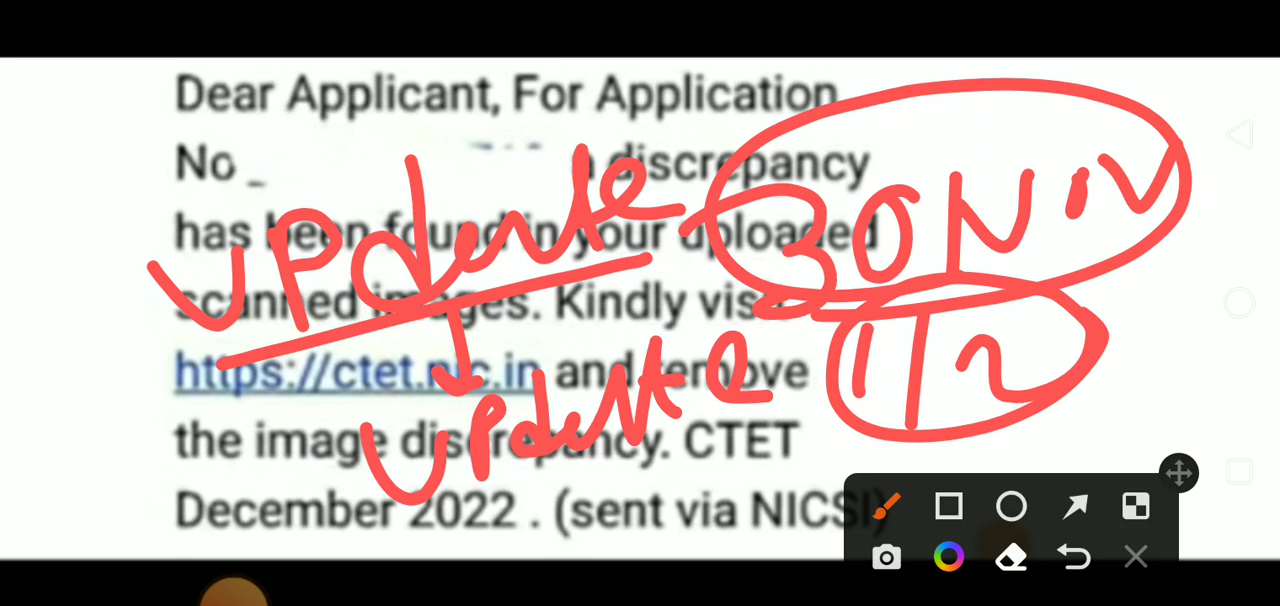 Dear Applicant, For Application
No discrepancy
has been found in your uploaded
scanned images. Kindly visit
https://ctet.nic.in and remove
the image discrepancy. CTET
December 2022 . (sent via NICSI)
UPdate
30 Nov
1/2
UPdate